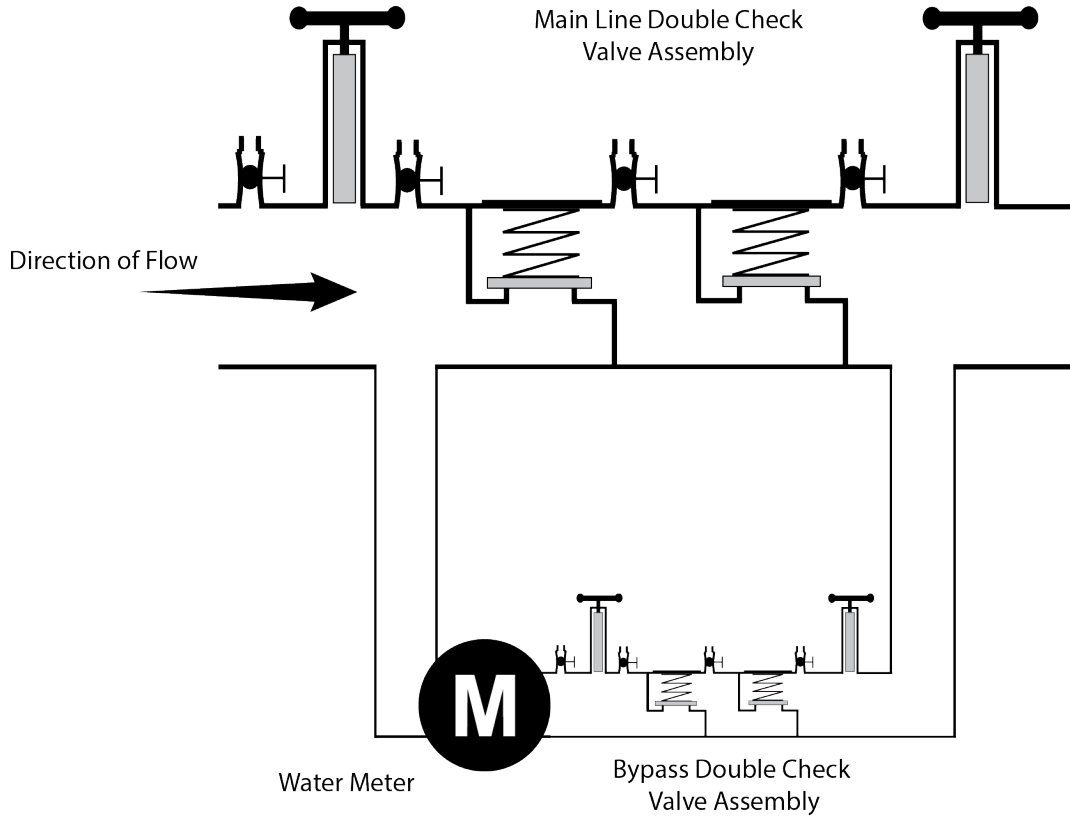 Main Line Double Check
Valve Assembly
Direction of Flow
M
Water Meter
Bypass Double Check
Valve Assembly